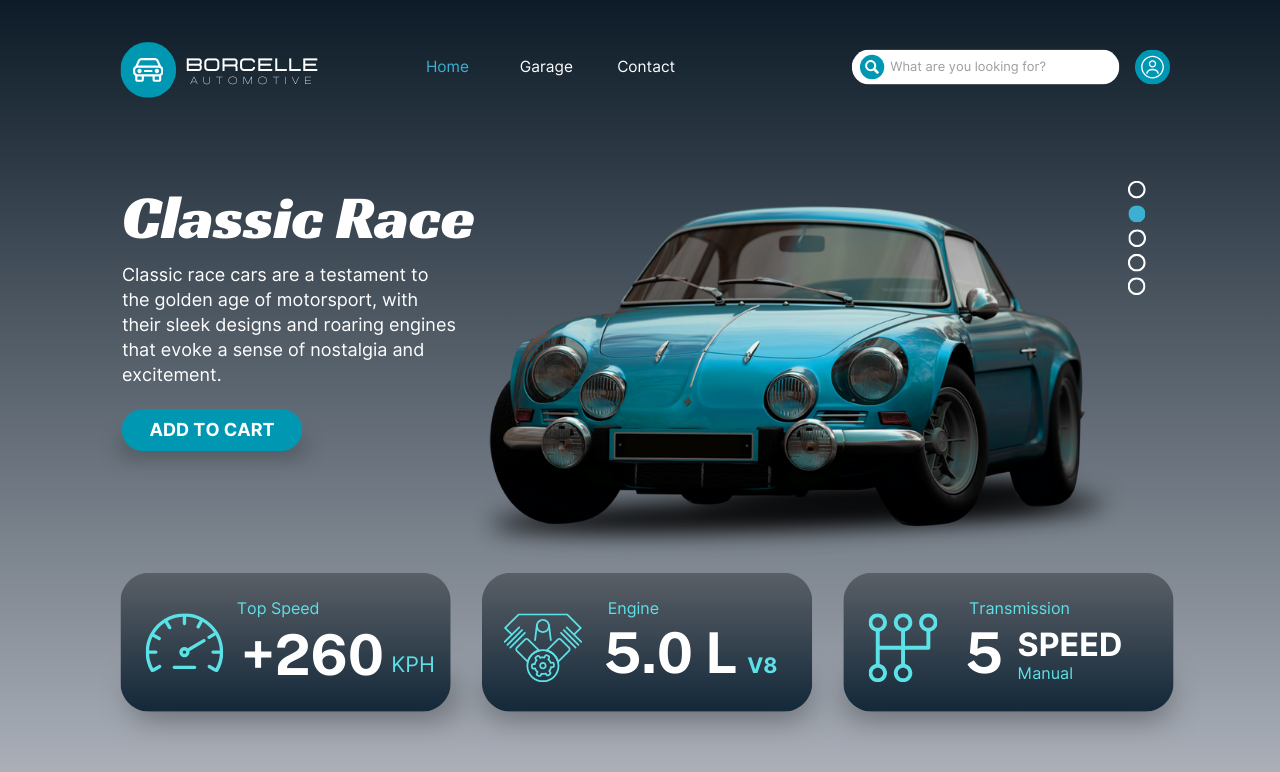 BORCELLE
AUTOMOTIVE
Home
Garage
Contact
What are you looking for?
Classic Race
Classic race cars are a testament to
the golden age of motorsport, with
their sleek designs and roaring engines
that evoke a sense of nostalgia and
excitement.
ADD TO CART
Top Speed
+260 KPH
Engine
5.0 L V8
Transmission
5 SPEED
Manual